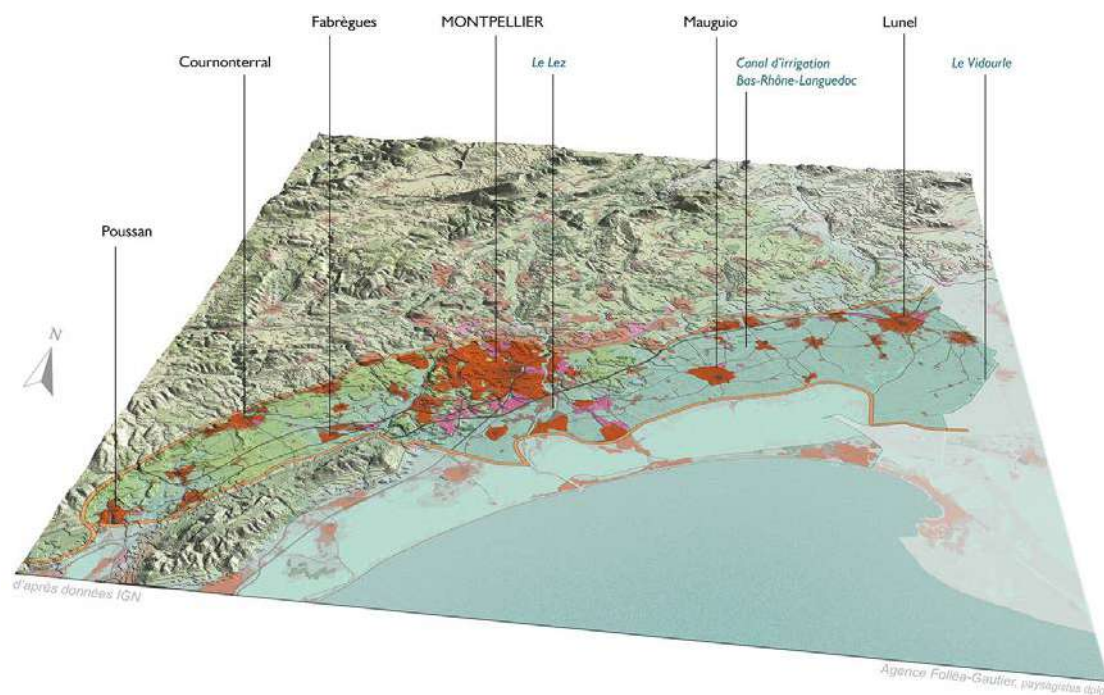 Fabrègues
MONTPELLIER
Mauguio
Lunel
Cournonterral
Le Lez
Canal d'irrigation
Bas-Rhône-Languedoc
Le Vidourle
Poussan
N
d'après données IGN
Agence Folléa-Gautier, paysagistes dplg